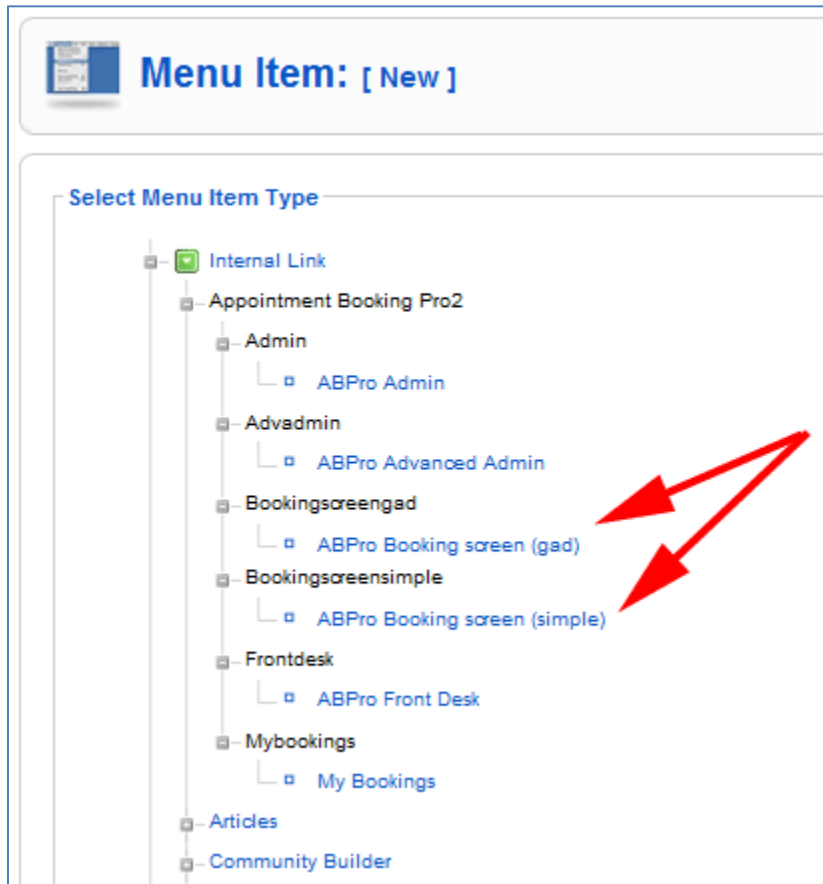 Menu Item: [ New ]
Select Menu Item Type
Internal Link
Appointment Booking Pro2
Admin
ABPro Admin
Advadmin
ABPro Advanced Admin
Bookingscreengad
ABPro Booking screen (gad)
Bookingscreensimple
ABPro Booking screen (simple)
Frontdesk
ABPro Front Desk
Mybookings
My Bookings
Articles
Community Builder